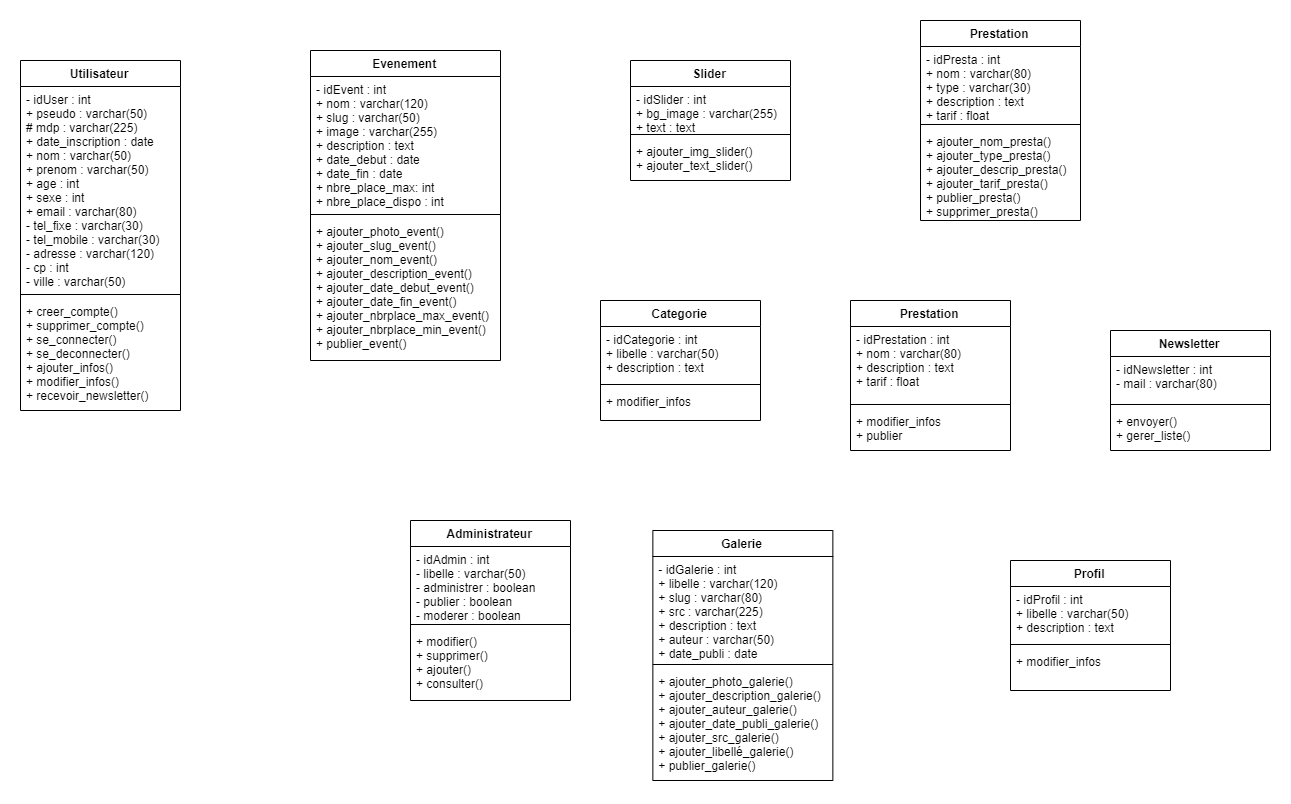 Utilisateur
- idUser : int
+ pseudo : varchar(50)
# mdp : varchar(225)
+ date_inscription : date
+ nom : varchar(50)
+ prenom : varchar(50)
+ age : int
+ sexe : int
+ email : varchar(80)
- tel_fixe : varchar(30)
- tel_mobile : varchar(30)
- adresse : varchar(120)
- cp : int
- ville : varchar(50)
+ creer_compte()
+ supprimer_compte()
+ se_connecter()
+ se_deconnecter()
+ ajouter_infos()
+ modifier_infos()
+ recevoir_newsletter()
Evenement
- idEvent : int
+ nom : varchar(120)
+ slug : varchar(50)
+ image : varchar(255)
+ description : text
+ date_debut : date
+ date_fin : date
+ nbre_place_max: int
+ nbre_place_dispo : int
+ ajouter_photo_event()
+ ajouter_slug_event()
+ ajouter_nom_event()
+ ajouter_description_event()
+ ajouter_date_debut_event()
+ ajouter_date_fin_event()
+ ajouter_nbrplace_max_event()
+ ajouter_nbrplace_min_event()
+ publier_event()
Slider
- idSlider : int
+ bg_image : varchar(255)
+ text : text
+ ajouter_img_slider()
+ ajouter_text_slider()
Prestation
- idPresta : int
+ nom : varchar(80)
+ type : varchar(30)
+ description : text
+ tarif : float
+ ajouter_nom_presta()
+ ajouter_type_presta()
+ ajouter_descrip_presta()
+ ajouter_tarif_presta()
+ publier_presta()
+ supprimer_presta()
Categorie
- idCategorie : int
+ libelle : varchar(50)
+ description : text
+ modifier_infos
Prestation
- idPrestation : int
+ nom : varchar(80)
+ description : text
+ tarif : float
+ modifier_infos
+ publier
Newsletter
- idNewsletter : int
- mail : varchar(80)
+ envoyer()
+ gerer_liste()
Administrateur
- idAdmin : int
- libelle : varchar(50)
- administrer : boolean
- publier : boolean
- moderer : boolean
+ modifier()
+ supprimer()
+ ajouter()
+ consulter()
Galerie
- idGalerie : int
+ libelle : varchar(120)
+ slug : varchar(80)
+ src : varchar(225)
+ description : text
+ auteur : varchar(50)
+ date_publi : date
+ ajouter_photo_galerie()
+ ajouter_description_galerie()
+ ajouter_auteur_galerie()
+ ajouter_date_publi_galerie()
+ ajouter_src_galerie()
+ ajouter_libellé_galerie()
+ publier_galerie()
Profil
- idProfil : int
+ libelle : varchar(50)
+ description : text
+ modifier_infos